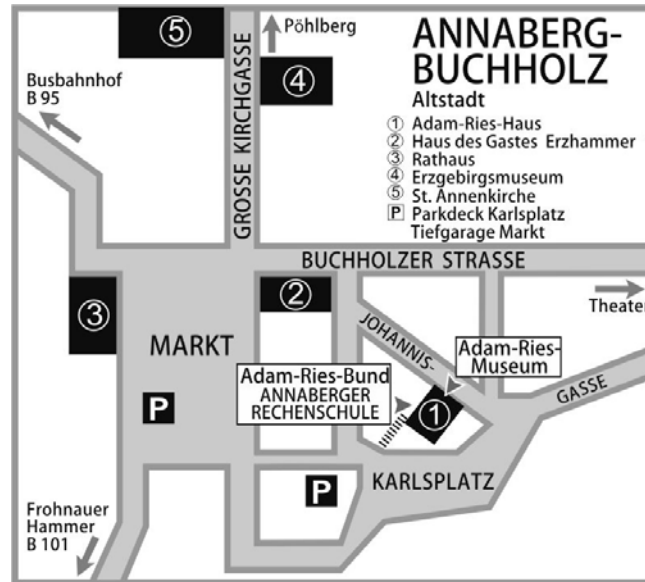 ANNABERG-
BUCHHOLZ
Altstadt
① Adam-Ries-Haus
② Haus des Gastes Erzhammer
③ Rathaus
④ Erzgebirgsmuseum
⑤ St. Annenkirche
P Parkdeck Karlsplatz
Tiefgarage Markt
⑤
Pöhlberg
④
Busbahnhof
B 95
GROSSE KIRCHGASSE
BUCHHOLZER STRASSE
③
②
Theater
MARKT
JOHANNIS-
GASSE
Adam-Ries-
Museum
Adam-Ries-Bund
ANNABERGER
RECHENSCHULE
①
P
P
KARLSPLATZ
Frohnauer
Hammer
B 101